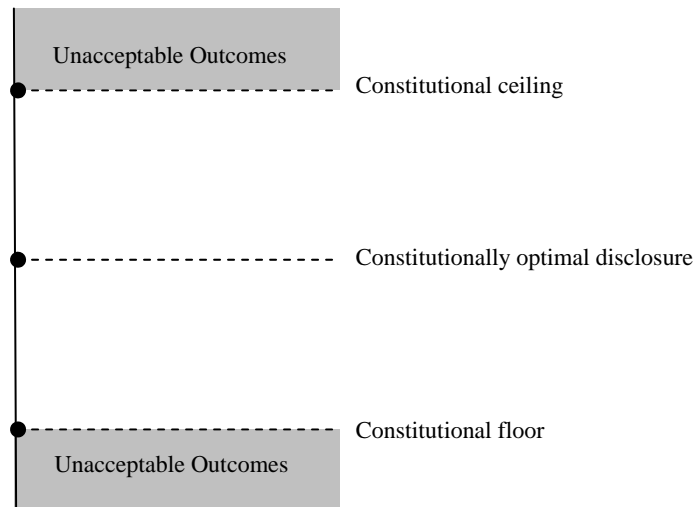 Unacceptable Outcomes
Constitutional ceiling
Constitutionally optimal disclosure
Constitutional floor
Unacceptable Outcomes